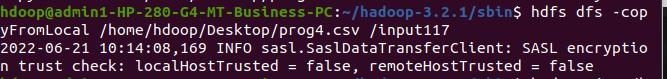 hdoop@admin1-HP-280-G4-MT-Business-PC:~/hadoop-3.2.1/sbin$ hdfs dfs -cop
yFromLocal /home/hdoop/Desktop/prog4.csv /input117
2022-06-21 10:14:08,169 INFO sasl.SaslDataTransferClient: SASL encryptio
n trust check: localHostTrusted = false, remoteHostTrusted = false